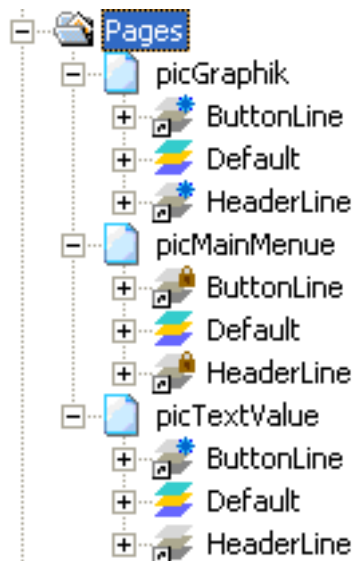 Pages
picGraphik
ButtonLine
Default
HeaderLine
picMainMenue
ButtonLine
Default
HeaderLine
picTextValue
ButtonLine
Default
HeaderLine